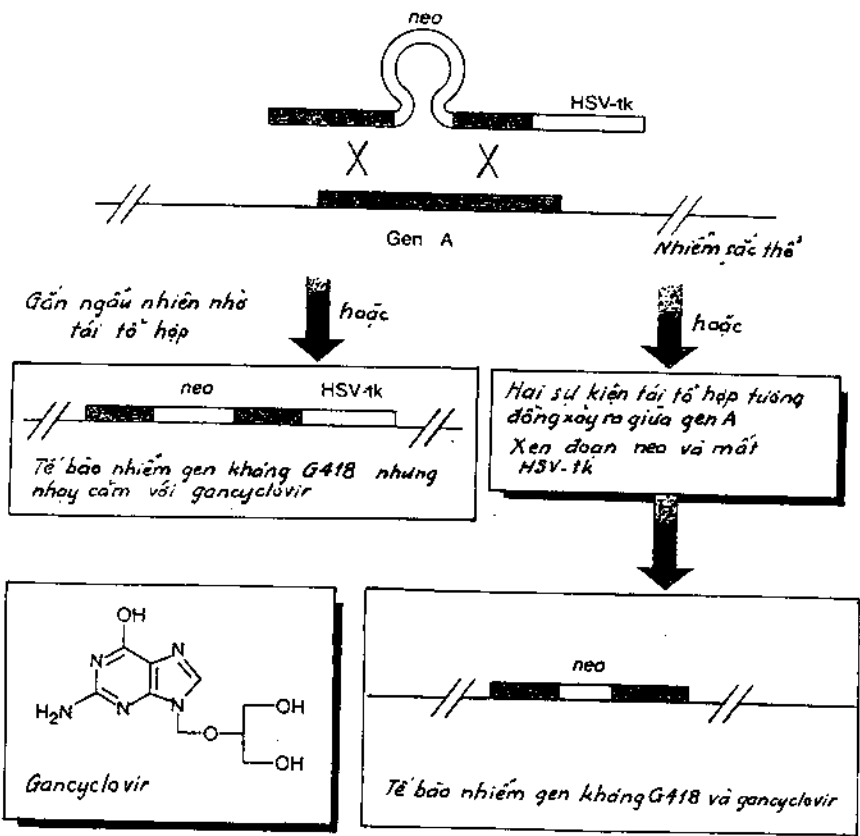 neo
HSV-tk
Gen A
Nhiễm sắc thể
Gắn ngẫu nhiên nhờ
tái tổ hợp
hoặc
hoặc
neo
HSV-tk
Tế bào nhiễm gen kháng G418 nhưng
nhạy cảm với gancyclovir
Hai sự kiện tái tổ hợp tương
đồng xảy ra giữa gen A
Xen đoạn neo và mất
HSV-tk
OH
N
N
H₂N
N
N
O
OH
OH
Gancyclovir
neo
Tế bào nhiễm gen kháng G418 và gancyclovir